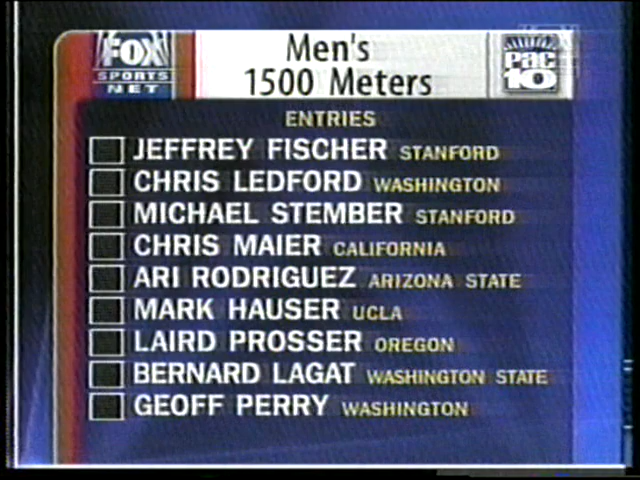 FOX
SPORTS
NET
Men's
1500 Meters
Pac
10
ENTRIES
JEFFREY FISCHER STANFORD
CHRIS LEDFORD WASHINGTON
MICHAEL STEMBER STANFORD
CHRIS MAIER CALIFORNIA
ARI RODRIGUEZ ARIZONA STATE
MARK HAUSER UCLA
LAIRD PROSSER OREGON
BERNARD LAGAT WASHINGTON STATE
GEOFF PERRY WASHINGTON